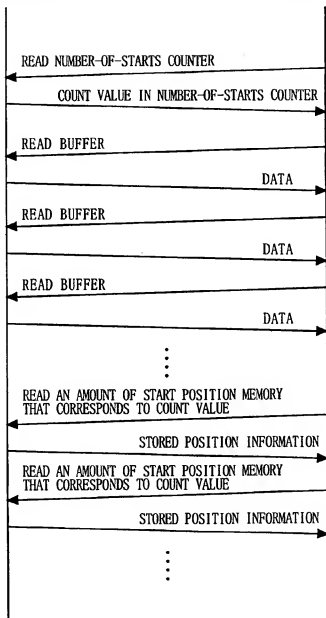 READ NUMBER-OF-STARTS COUNTER
COUNT VALUE IN NUMBER-OF-STARTS COUNTER
READ BUFFER
DATA
READ BUFFER
DATA
READ BUFFER
DATA
READ AN AMOUNT OF START POSITION MEMORY
THAT CORRESPONDS TO COUNT VALUE
STORED POSITION INFORMATION
READ AN AMOUNT OF START POSITION MEMORY
THAT CORRESPONDS TO COUNT VALUE
STORED POSITION INFORMATION